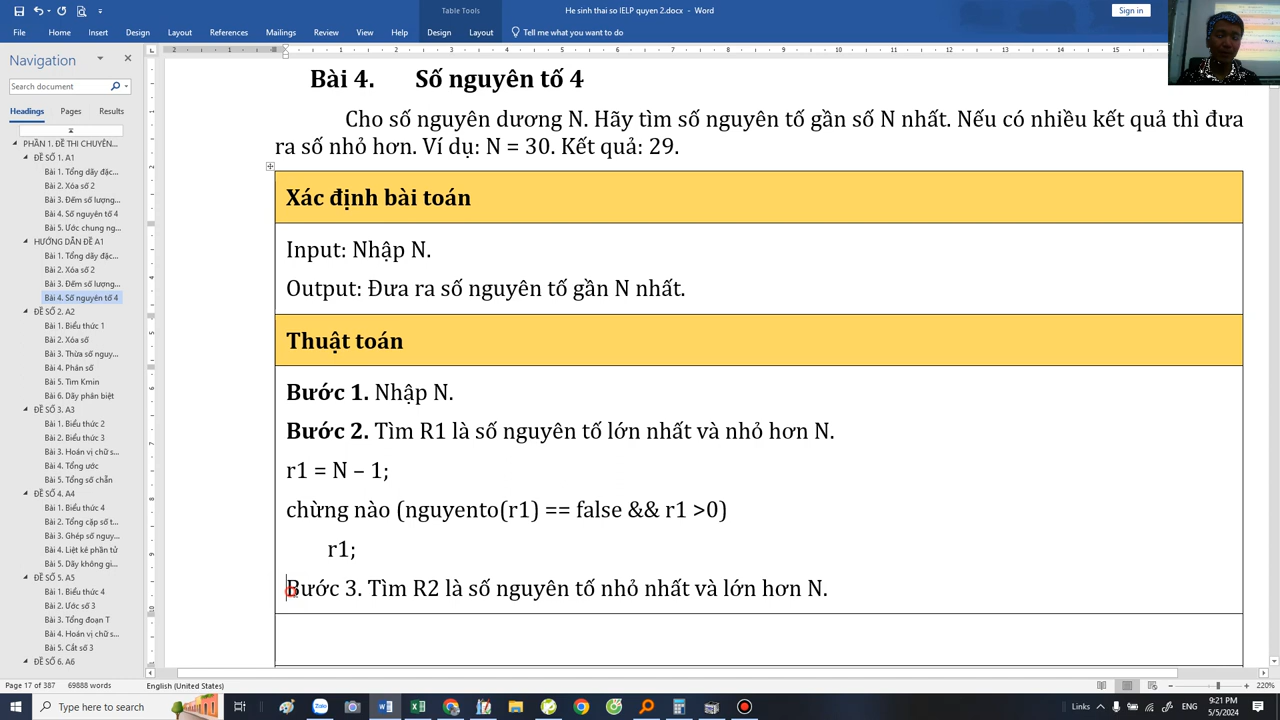 Table Tools
He sinh thai so IELP quyen 2.docx - Word
Sign in
File Home Insert Design Layout References Mailings Review View Help Design Layout Tell me what you want to do
Navigation
Search document
Headings Pages Results
PHẦN 1. ĐỀ THI CHUYÊN...
ĐỀ SỐ 1. A1
Bài 1. Tổng dãy đặc...
Bài 2. Xóa số 2
Bài 3. Đếm số lượng...
Bài 4. Số nguyên tố 4
Bài 5. Ước chung ng...
HƯỚNG DẪN ĐỀ A1
Bài 1. Tổng dãy đặc...
Bài 2. Xóa số 2
Bài 3. Đếm số lượng...
Bài 4. Số nguyên tố 4
ĐỀ SỐ 2. A2
Bài 1. Biểu thức 1
Bài 2. Xóa số
Bài 3. Thừa số nguy...
Bài 4. Phân số
Bài 5. Tìm Kmin
Bài 6. Dãy phân biệt
ĐỀ SỐ 3. A3
Bài 1. Biểu thức 2
Bài 2. Biểu thức 3
Bài 3. Hoán vị chữ s...
Bài 4. Tổng ước
Bài 5. Tổng số chẵn
ĐỀ SỐ 4. A4
Bài 1. Biểu thức 4
Bài 2. Tổng cặp số t...
Bài 3. Ghép số nguy...
Bài 4. Liệt kê phần tử
Bài 5. Dãy không gi...
ĐỀ SỐ 5. A5
Bài 1. Biểu thức 4
Bài 2. Ước số 3
Bài 3. Tổng đoạn T
Bài 4. Hoán vị chữ s...
Bài 5. Cắt số 3
ĐỀ SỐ 6. A6
Bài 4. Số nguyên tố 4
Cho số nguyên dương N. Hãy tìm số nguyên tố gần số N nhất. Nếu có nhiều kết quả thì đưa
ra số nhỏ hơn. Ví dụ: N = 30. Kết quả: 29.
Xác định bài toán
Input: Nhập N.
Output: Đưa ra số nguyên tố gần N nhất.
Thuật toán
Bước 1. Nhập N.
Bước 2. Tìm R1 là số nguyên tố lớn nhất và nhỏ hơn N.
r1 = N – 1;
chừng nào (nguyento(r1) == false && r1 >0)
r1;
Bước 3. Tìm R2 là số nguyên tố nhỏ nhất và lớn hơn N.
Page 17 of 387 69888 words English (United States) 220%
Type here to search
Links
9:21 PM
5/5/2024